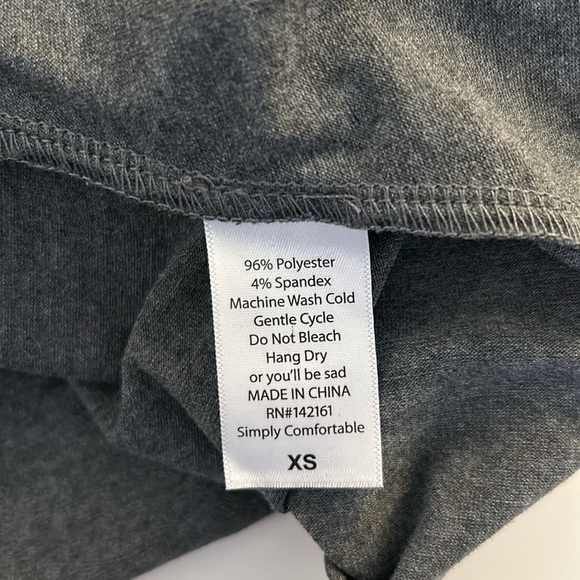 96% Polyester
4% Spandex
Machine Wash Cold
Gentle Cycle
Do Not Bleach
Hang Dry
or you'll be sad
MADE IN CHINA
RN#142161
Simply Comfortable
XS